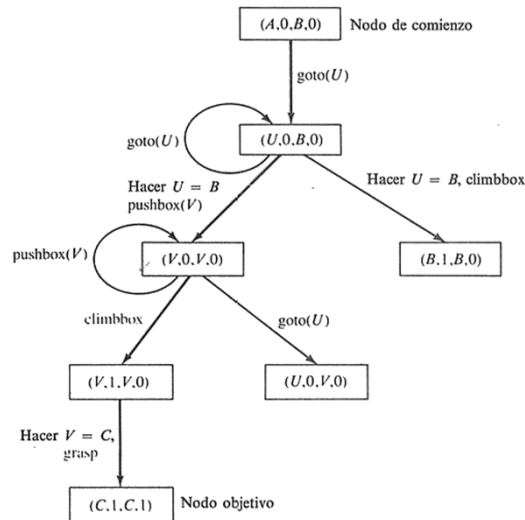 (A,0,B,0) Nodo de comienzo
goto(U)
goto(U)
(U,0,B,0)
Hacer U = B
pushbox(V)
Hacer U = B, climbbox
pushbox(V)
(V,0,V,0)
(B,1,B,0)
climbbox
goto(U)
(V,1,V,0)
(U,0,V,0)
Hacer V = C,
grasp
(C,1,C,1) Nodo objetivo